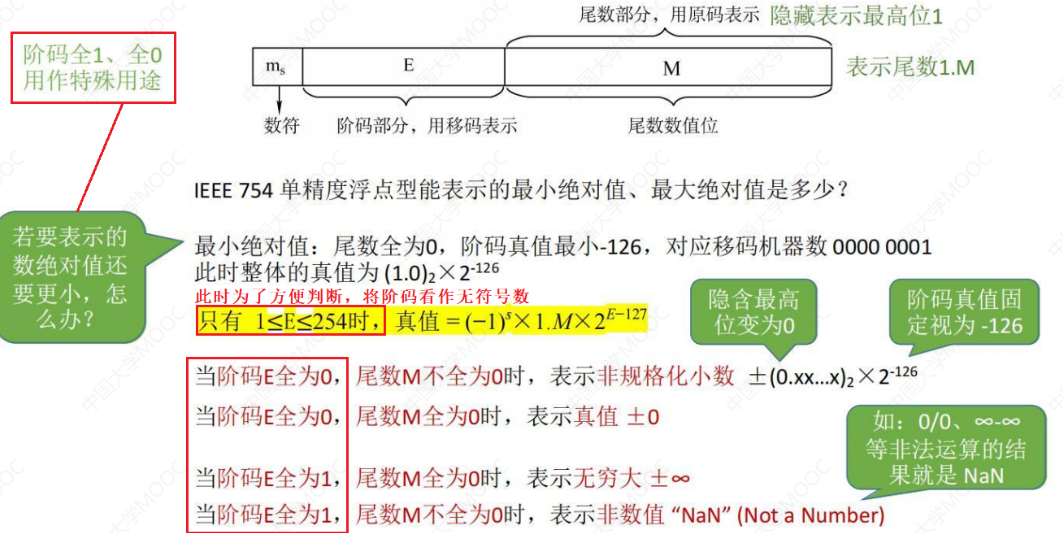 尾数部分，用原码表示 隐藏表示最高位1
阶码全1、全0
用作特殊用途
mₛ E M 表示尾数1.M
数符 阶码部分，用移码表示 尾数数值位
IEEE 754 单精度浮点型能表示的最小绝对值、最大绝对值是多少？
若要表示的
数绝对值还
要更小，怎
么办？
最小绝对值：尾数全为0，阶码真值最小-126，对应移码机器数 0000 0001
此时整体的真值为 (1.0)₂×2⁻¹²⁶
此时为了方便判断，将阶码看作无符号数
只有 1≤E≤254时，真值 = (−1)ˢ×1.M×2ᴱ⁻¹²⁷
隐含最高
位变为0
阶码真值固
定视为 -126
当阶码E全为0，尾数M不全为0时，表示非规格化小数 ±(0.xx...x)₂×2⁻¹²⁶
当阶码E全为0，尾数M全为0时，表示真值 ±0
如：0/0、∞-∞
等非法运算的结
果就是 NaN
当阶码E全为1，尾数M全为0时，表示无穷大 ±∞
当阶码E全为1，尾数M不全为0时，表示非数值 “NaN” (Not a Number)
中国大学MOOC